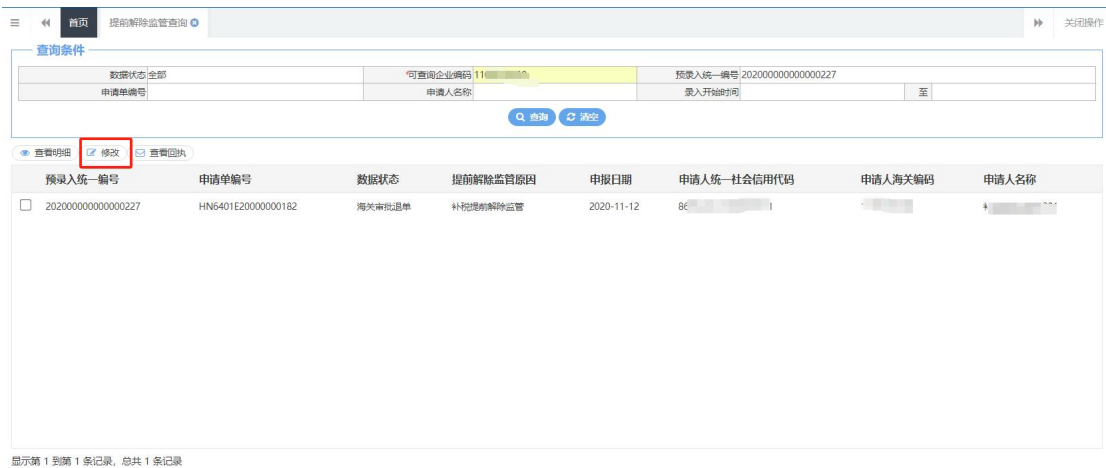 首页 提前解除监管查询 关闭操作
查询条件
数据状态 全部 *可查询企业编码 11 预录入统一编号 202000000000000227
申请单编号 申请人名称 录入开始时间 至
查询 清空
查看明细 修改 查看回执
预录入统一编号 申请单编号 数据状态 提前解除监管原因 申报日期 申请人统一社会信用代码 申请人海关编码 申请人名称
202000000000000227 HN6401E20000000182 海关审批退单 补税提前解除监管 2020-11-12 86
显示第 1 到第 1 条记录，总共 1 条记录